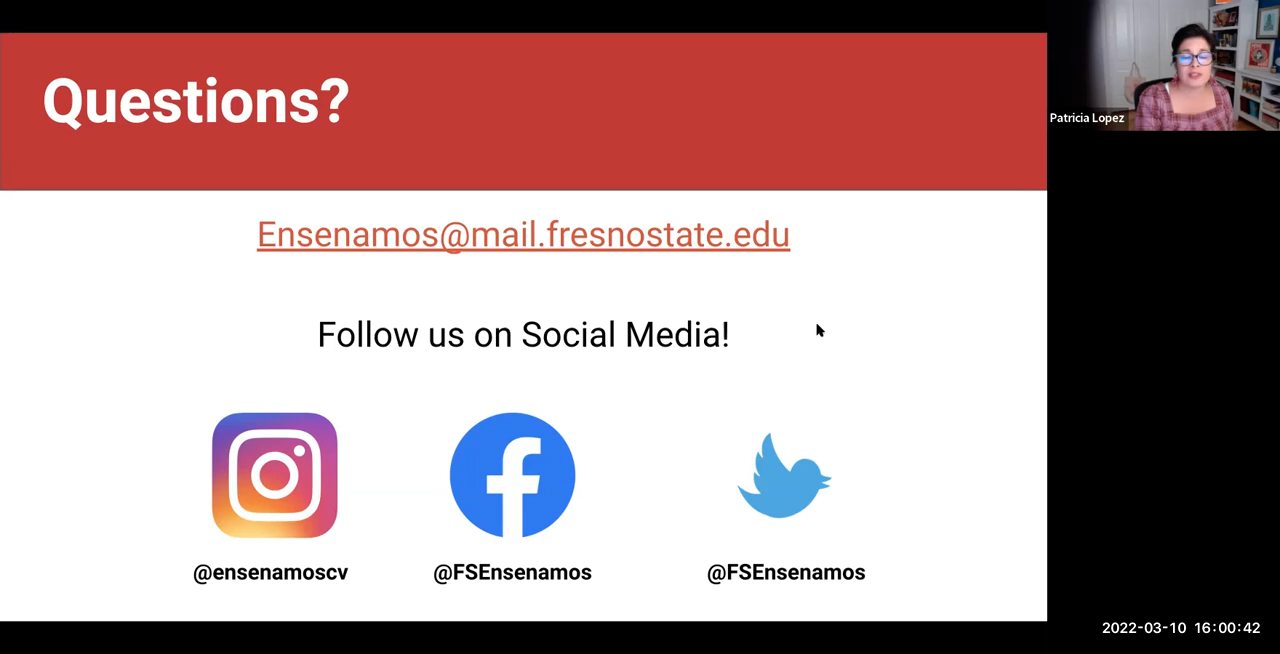 Questions?
Patricia Lopez
Ensenamos@mail.fresnostate.edu
Follow us on Social Media!
@ensenamoscv
@FSEnsenamos
@FSEnsenamos
2022-03-10 16:00:42